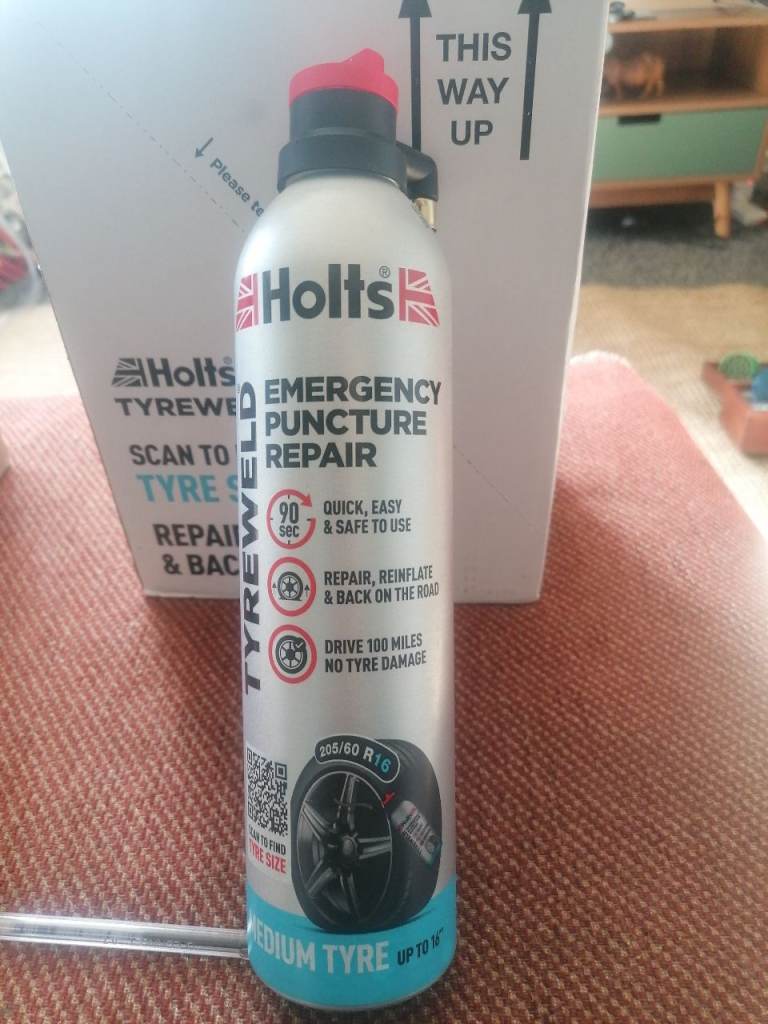 THIS
WAY
UP
Please te
Holts®
Holts
TYREWE
SCAN TO
TYRE S
REPAI
& BAC
TYREWELD
EMERGENCY
PUNCTURE
REPAIR
90
sec
QUICK, EASY
& SAFE TO USE
REPAIR, REINFLATE
& BACK ON THE ROAD
DRIVE 100 MILES
NO TYRE DAMAGE
205/60 R16
SCAN TO FIND
TYRE SIZE
MEDIUM TYRE UP TO 16"